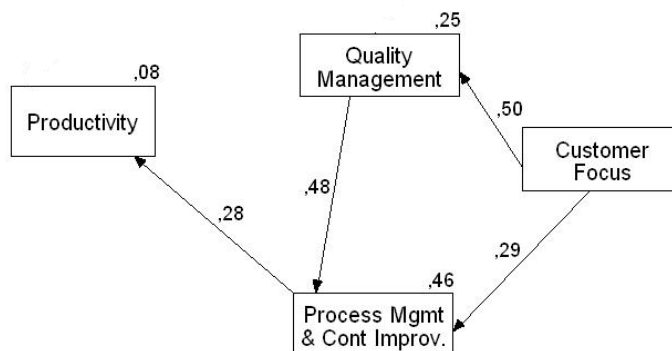 ,25
Quality
Management
,08
Productivity
,50
Customer
Focus
,48
,28
,29
,46
Process Mgmt
& Cont Improv.